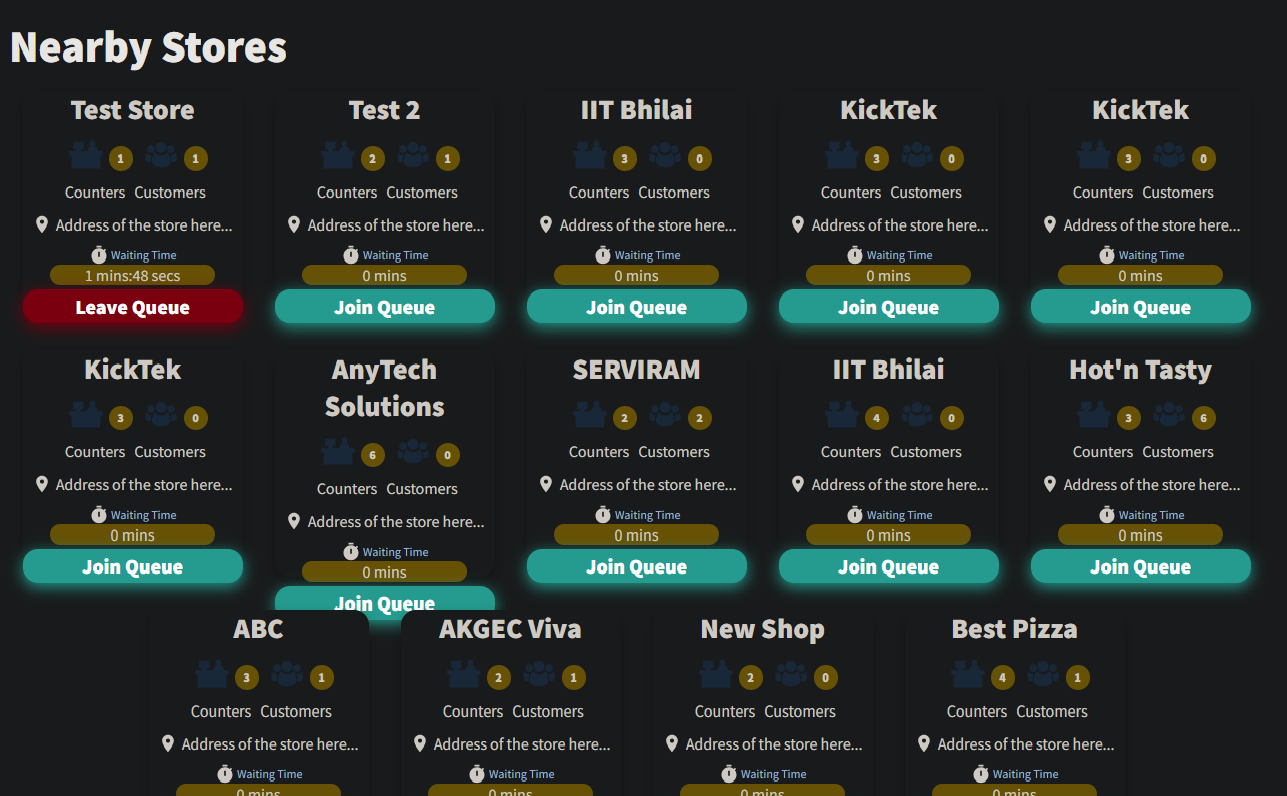 Nearby Stores
Test Store
1 1
Counters Customers
Address of the store here...
Waiting Time
1 mins:48 secs
Leave Queue
Test 2
2 1
Counters Customers
Address of the store here...
Waiting Time
0 mins
Join Queue
IIT Bhilai
3 0
Counters Customers
Address of the store here...
Waiting Time
0 mins
Join Queue
KickTek
3 0
Counters Customers
Address of the store here...
Waiting Time
0 mins
Join Queue
KickTek
3 0
Counters Customers
Address of the store here...
Waiting Time
0 mins
Join Queue
KickTek
3 0
Counters Customers
Address of the store here...
Waiting Time
0 mins
Join Queue
AnyTech
Solutions
6 0
Counters Customers
Address of the store here...
Waiting Time
0 mins
Join Queue
SERVIRAM
2 2
Counters Customers
Address of the store here...
Waiting Time
0 mins
Join Queue
IIT Bhilai
4 0
Counters Customers
Address of the store here...
Waiting Time
0 mins
Join Queue
Hot'n Tasty
3 6
Counters Customers
Address of the store here...
Waiting Time
0 mins
Join Queue
ABC
3 1
Counters Customers
Address of the store here...
Waiting Time
0 mins
AKGEC Viva
2 1
Counters Customers
Address of the store here...
Waiting Time
0 mins
New Shop
2 0
Counters Customers
Address of the store here...
Waiting Time
0 mins
Best Pizza
4 1
Counters Customers
Address of the store here...
Waiting Time
0 mins